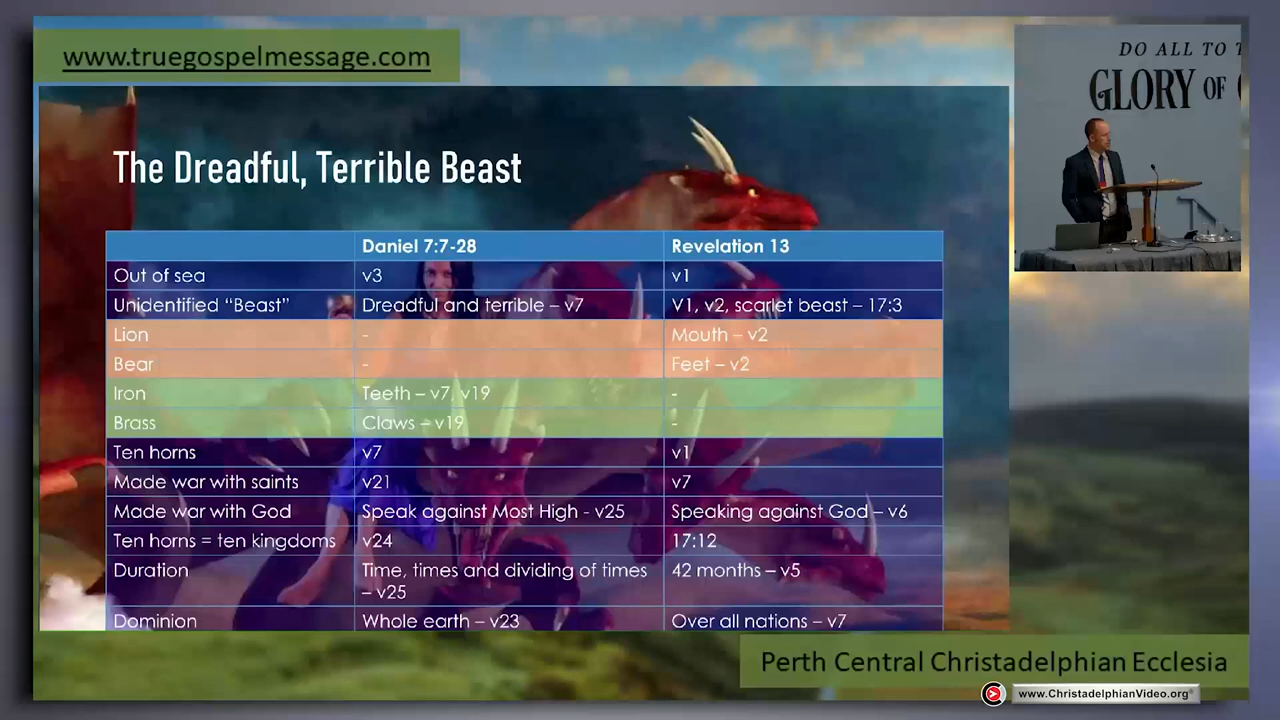 www.truegospelmessage.com
DO ALL TO
GLORY OF
The Dreadful, Terrible Beast
Daniel 7:7-28 Revelation 13
Out of sea v3 v1
Unidentified “Beast” Dreadful and terrible – v7 V1, v2, scarlet beast – 17:3
Lion - Mouth – v2
Bear - Feet – v2
Iron Teeth – v7, v19 -
Brass Claws – v19 -
Ten horns v7 v1
Made war with saints v21 v7
Made war with God Speak against Most High - v25 Speaking against God – v6
Ten horns = ten kingdoms v24 17:12
Duration Time, times and dividing of times 42 months – v5
– v25
Dominion Whole earth – v23 Over all nations – v7
Perth Central Christadelphian Ecclesia
www.ChristadelphianVideo.org